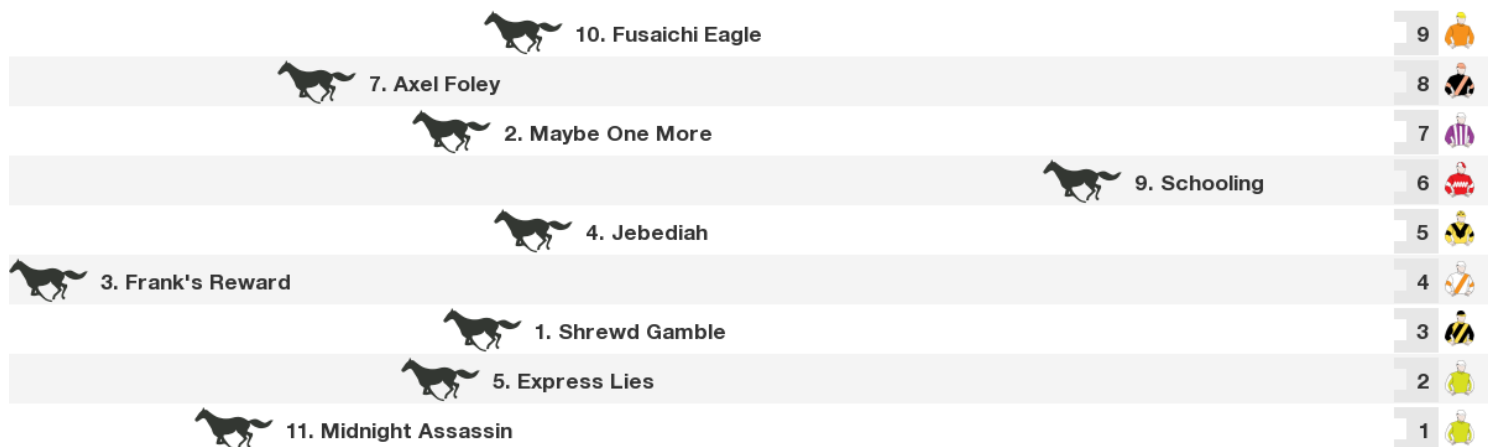 10. Fusaichi Eagle 9
7. Axel Foley 8
2. Maybe One More 7
9. Schooling 6
4. Jebediah 5
3. Frank's Reward 4
1. Shrewd Gamble 3
5. Express Lies 2
11. Midnight Assassin 1